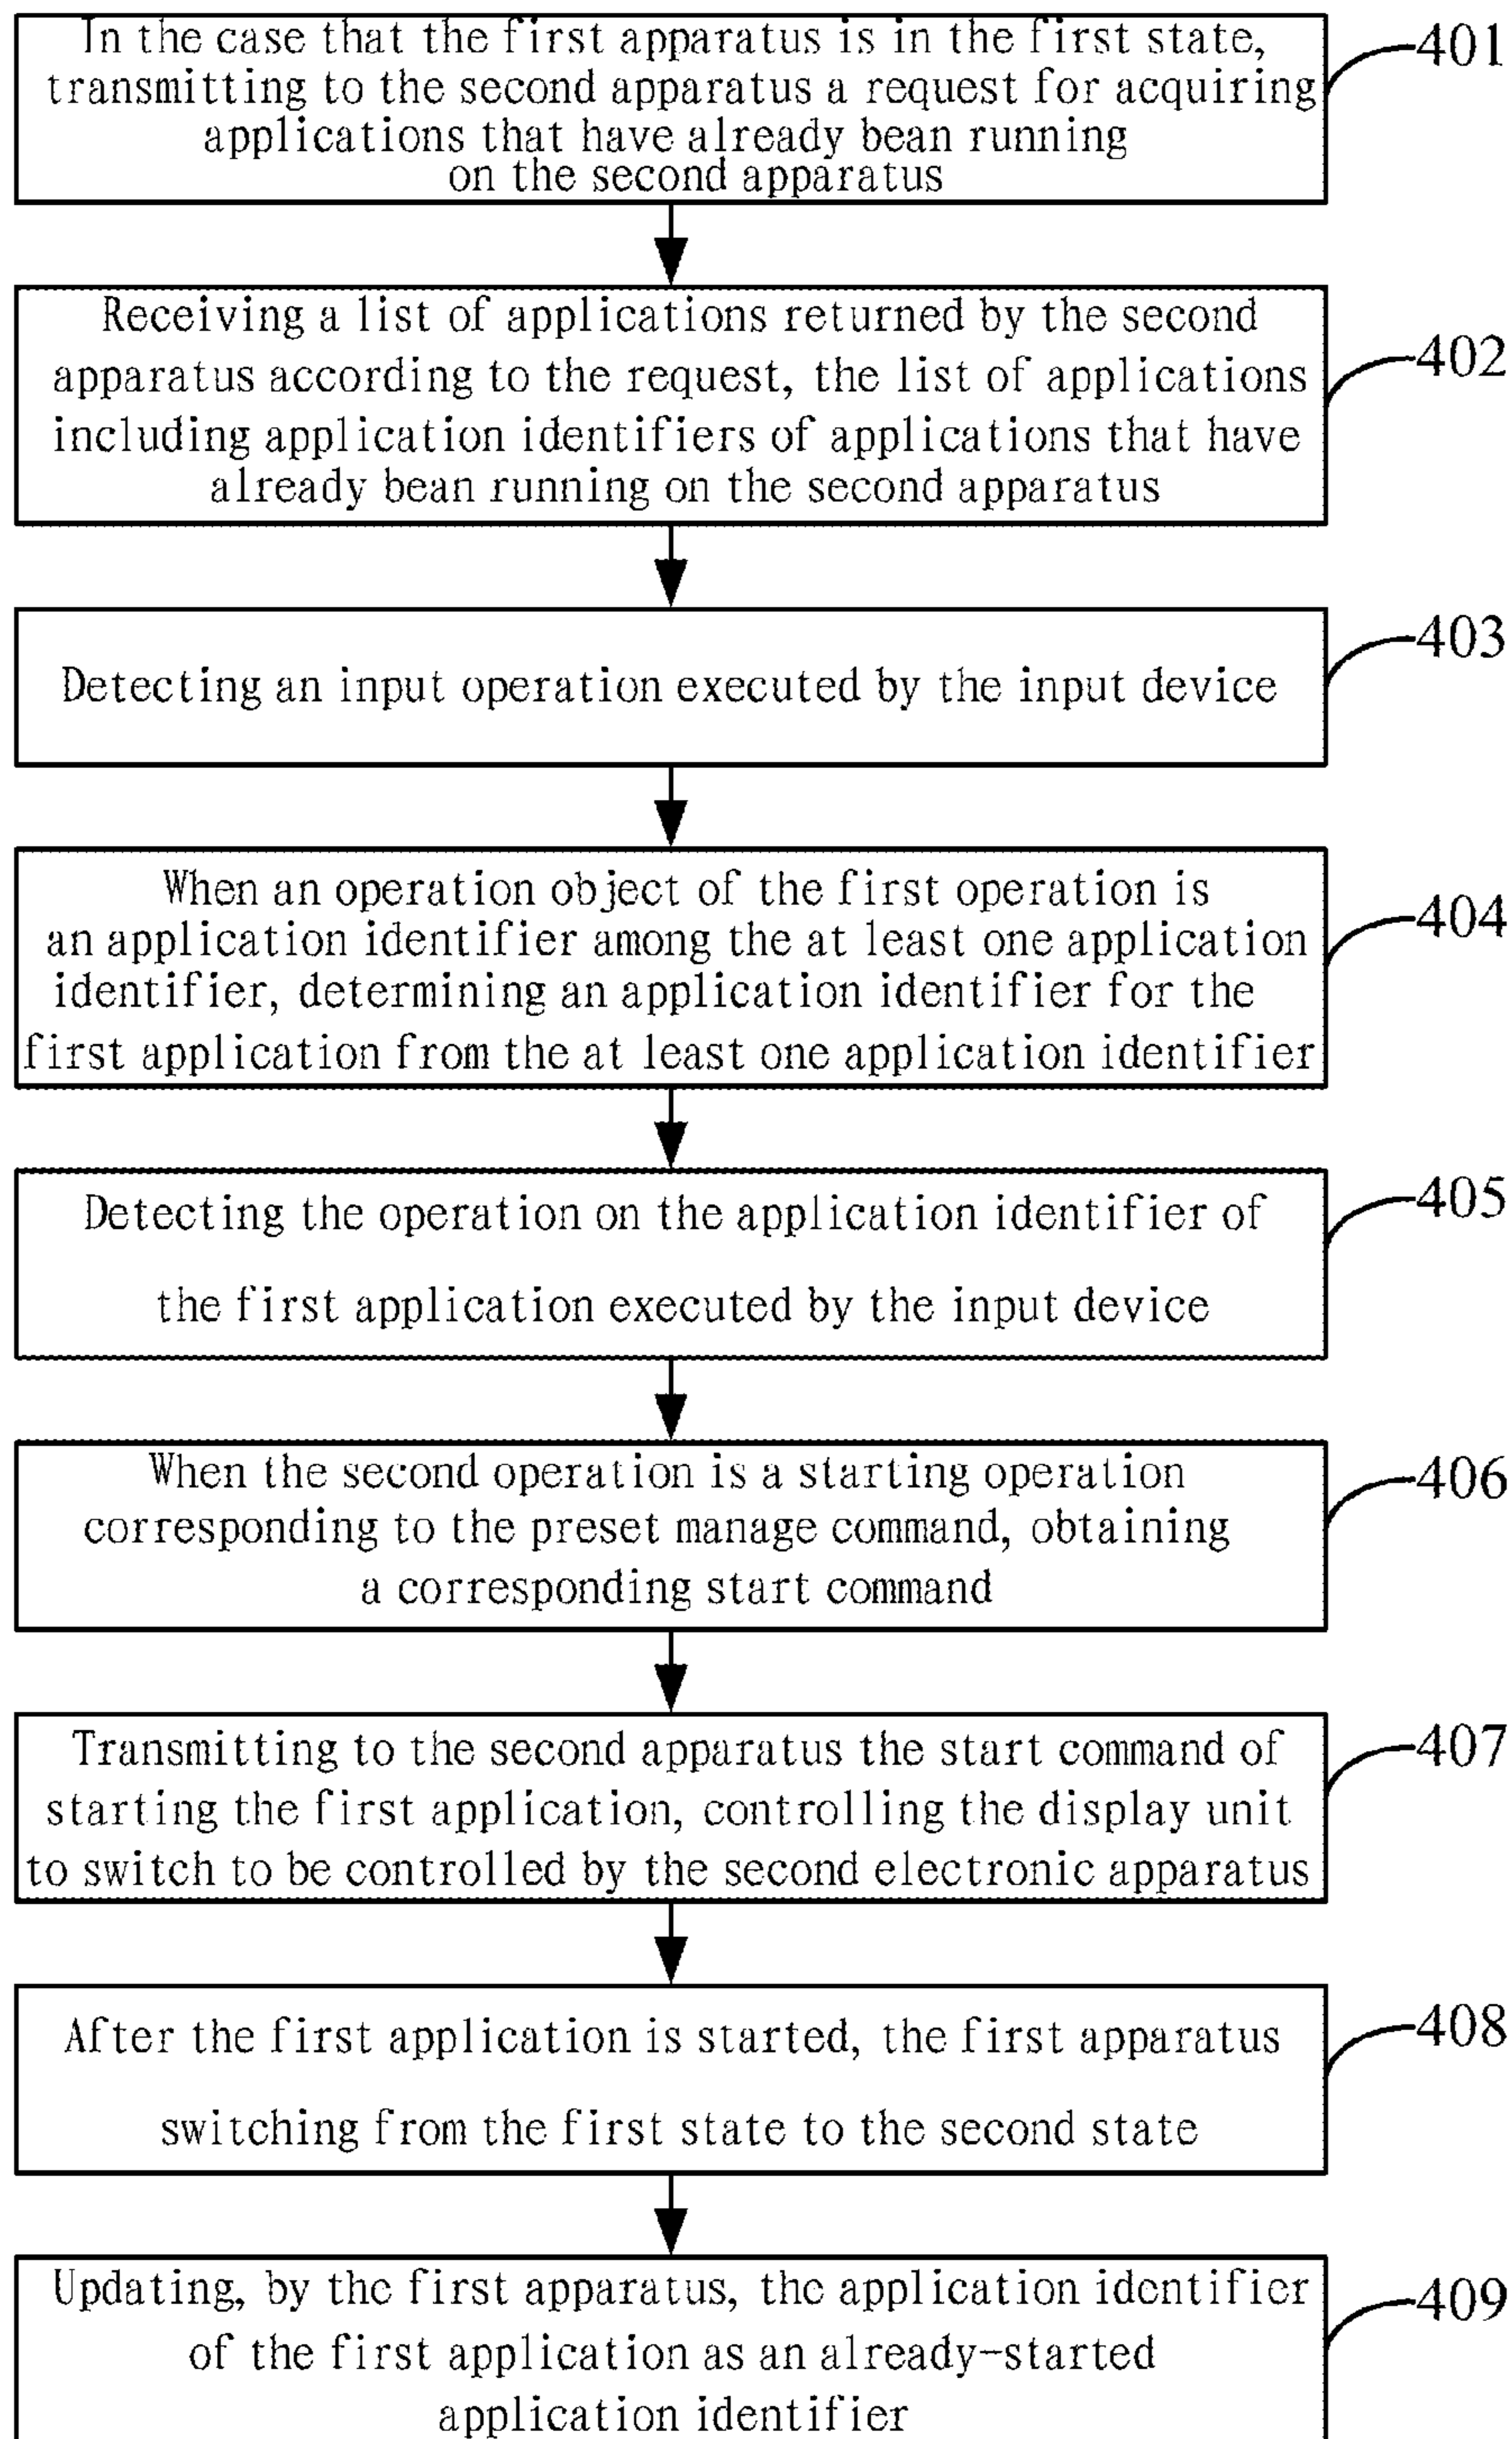 In the case that the first apparatus is in the first state,
transmitting to the second apparatus a request for acquiring
applications that have already bean running
on the second apparatus
401
Receiving a list of applications returned by the second
apparatus according to the request, the list of applications
including application identifiers of applications that have
already bean running on the second apparatus
402
Detecting an input operation executed by the input device
403
When an operation object of the first operation is
an application identifier among the at least one application
identifier, determining an application identifier for the
first application from the at least one application identifier
404
Detecting the operation on the application identifier of
the first application executed by the input device
405
When the second operation is a starting operation
corresponding to the preset manage command, obtaining
a corresponding start command
406
Transmitting to the second apparatus the start command of
starting the first application, controlling the display unit
to switch to be controlled by the second electronic apparatus
407
After the first application is started, the first apparatus
switching from the first state to the second state
408
Updating, by the first apparatus, the application identifier
of the first application as an already-started
application identifier
409